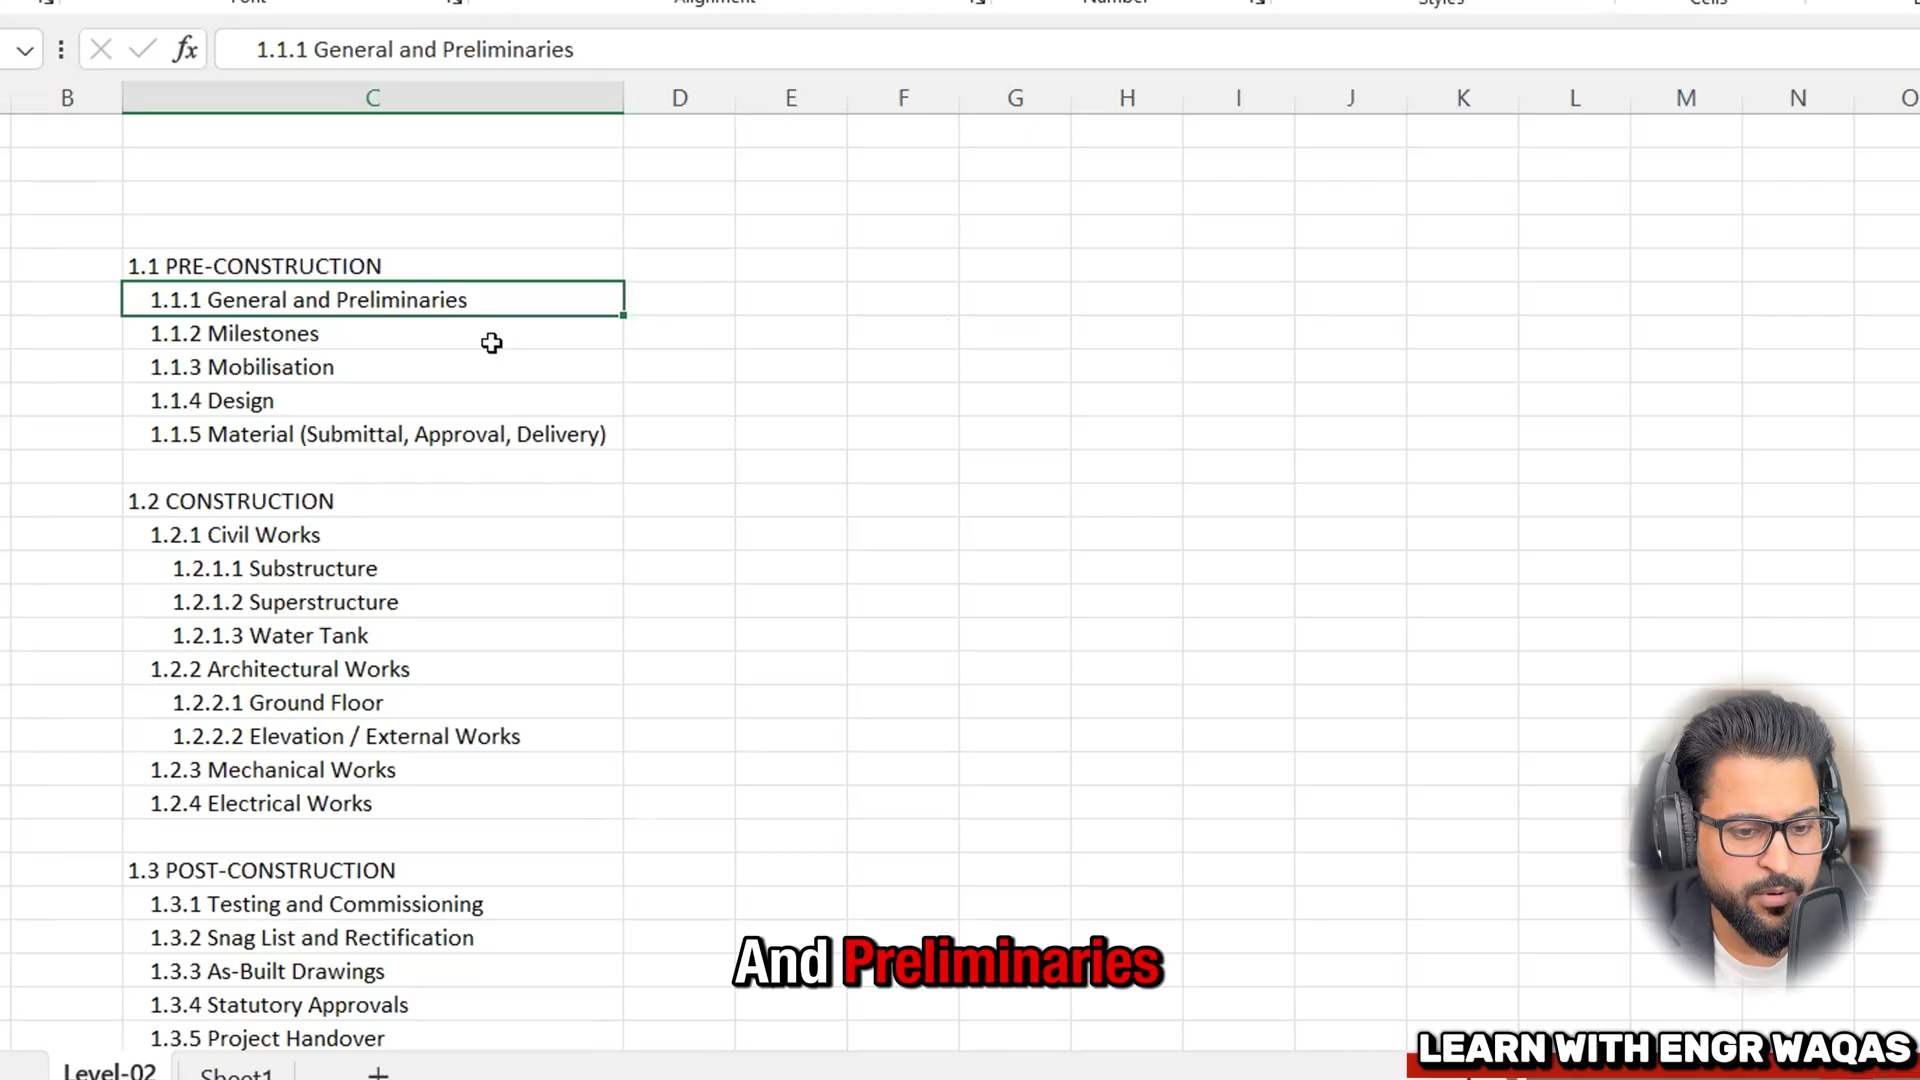 Font
Alignment
Number
Styles
Cells
fx 1.1.1 General and Preliminaries
B C D E F G H I J K L M N O
1.1 PRE-CONSTRUCTION
1.1.1 General and Preliminaries
1.1.2 Milestones
1.1.3 Mobilisation
1.1.4 Design
1.1.5 Material (Submittal, Approval, Delivery)
1.2 CONSTRUCTION
1.2.1 Civil Works
1.2.1.1 Substructure
1.2.1.2 Superstructure
1.2.1.3 Water Tank
1.2.2 Architectural Works
1.2.2.1 Ground Floor
1.2.2.2 Elevation / External Works
1.2.3 Mechanical Works
1.2.4 Electrical Works
1.3 POST-CONSTRUCTION
1.3.1 Testing and Commissioning
1.3.2 Snag List and Rectification
1.3.3 As-Built Drawings
1.3.4 Statutory Approvals
1.3.5 Project Handover
And Preliminaries
LEARN WITH ENGR WAQAS
Level-02 Sheet1 +